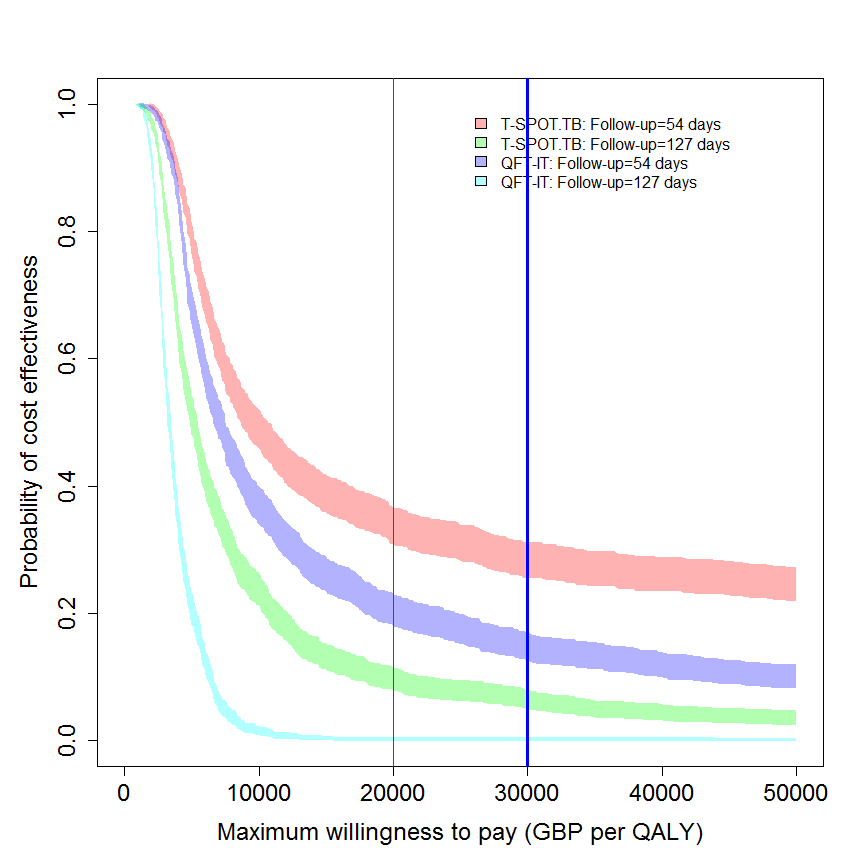 T-SPOT.TB: Follow-up=54 days
T-SPOT.TB: Follow-up=127 days
QFT-IT: Follow-up=54 days
QFT-IT: Follow-up=127 days
Probability of cost effectiveness
1.0
0.8
0.6
0.4
0.2
0.0
0 10000 20000 30000 40000 50000
Maximum willingness to pay (GBP per QALY)